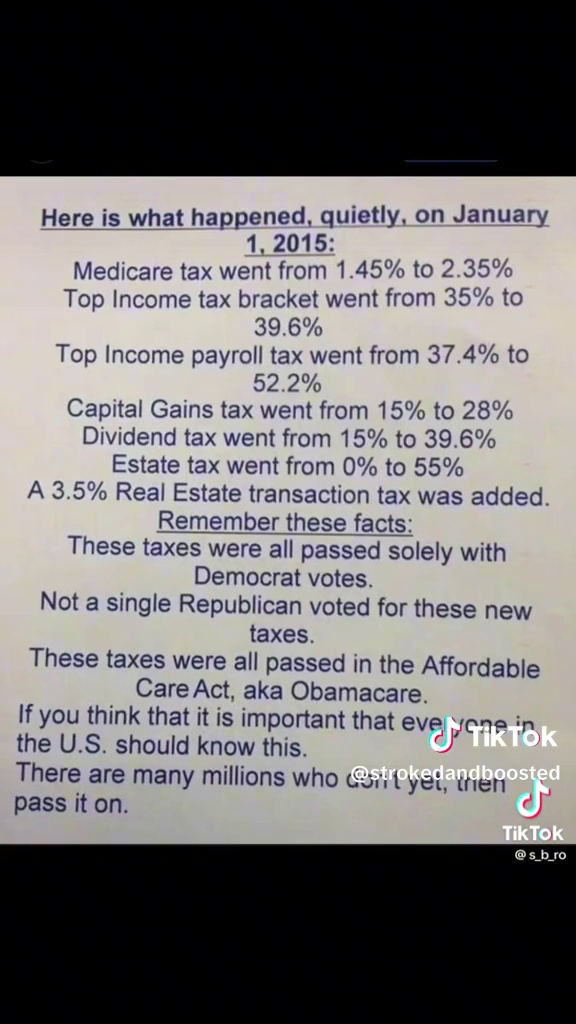 Here is what happened, quietly, on January
1, 2015:
Medicare tax went from 1.45% to 2.35%
Top Income tax bracket went from 35% to
39.6%
Top Income payroll tax went from 37.4% to
52.2%
Capital Gains tax went from 15% to 28%
Dividend tax went from 15% to 39.6%
Estate tax went from 0% to 55%
A 3.5% Real Estate transaction tax was added.
Remember these facts:
These taxes were all passed solely with
Democrat votes.
Not a single Republican voted for these new
taxes.
These taxes were all passed in the Affordable
Care Act, aka Obamacare.
If you think that it is important that everyone in
the U.S. should know this.
There are many millions who don't yet, then
pass it on.
TikTok
@strokedandboosted
TikTok
@s_b_ro